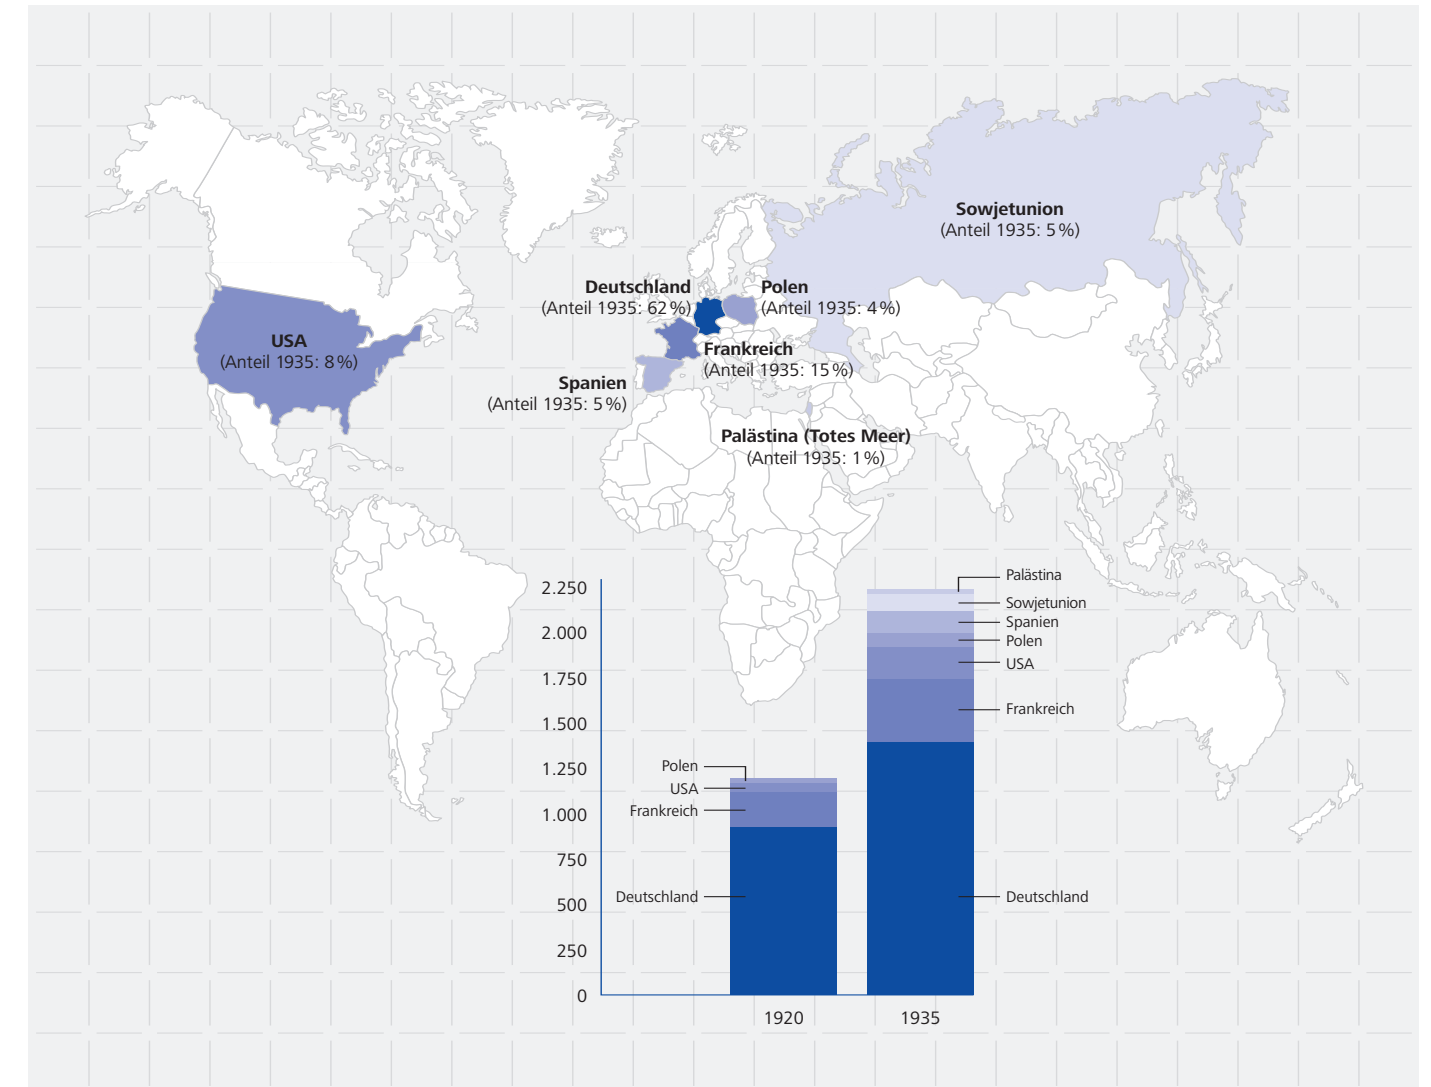 Sowjetunion
(Anteil 1935: 5 %)
Deutschland
(Anteil 1935: 62 %)
Polen
(Anteil 1935: 4 %)
USA
(Anteil 1935: 8 %)
Frankreich
(Anteil 1935: 15 %)
Spanien
(Anteil 1935: 5 %)
Palästina (Totes Meer)
(Anteil 1935: 1 %)
2.250
2.000
1.750
1.500
1.250
1.000
750
500
250
0
Polen
USA
Frankreich
Deutschland
Palästina
Sowjetunion
Spanien
Polen
USA
Frankreich
Deutschland
1920
1935